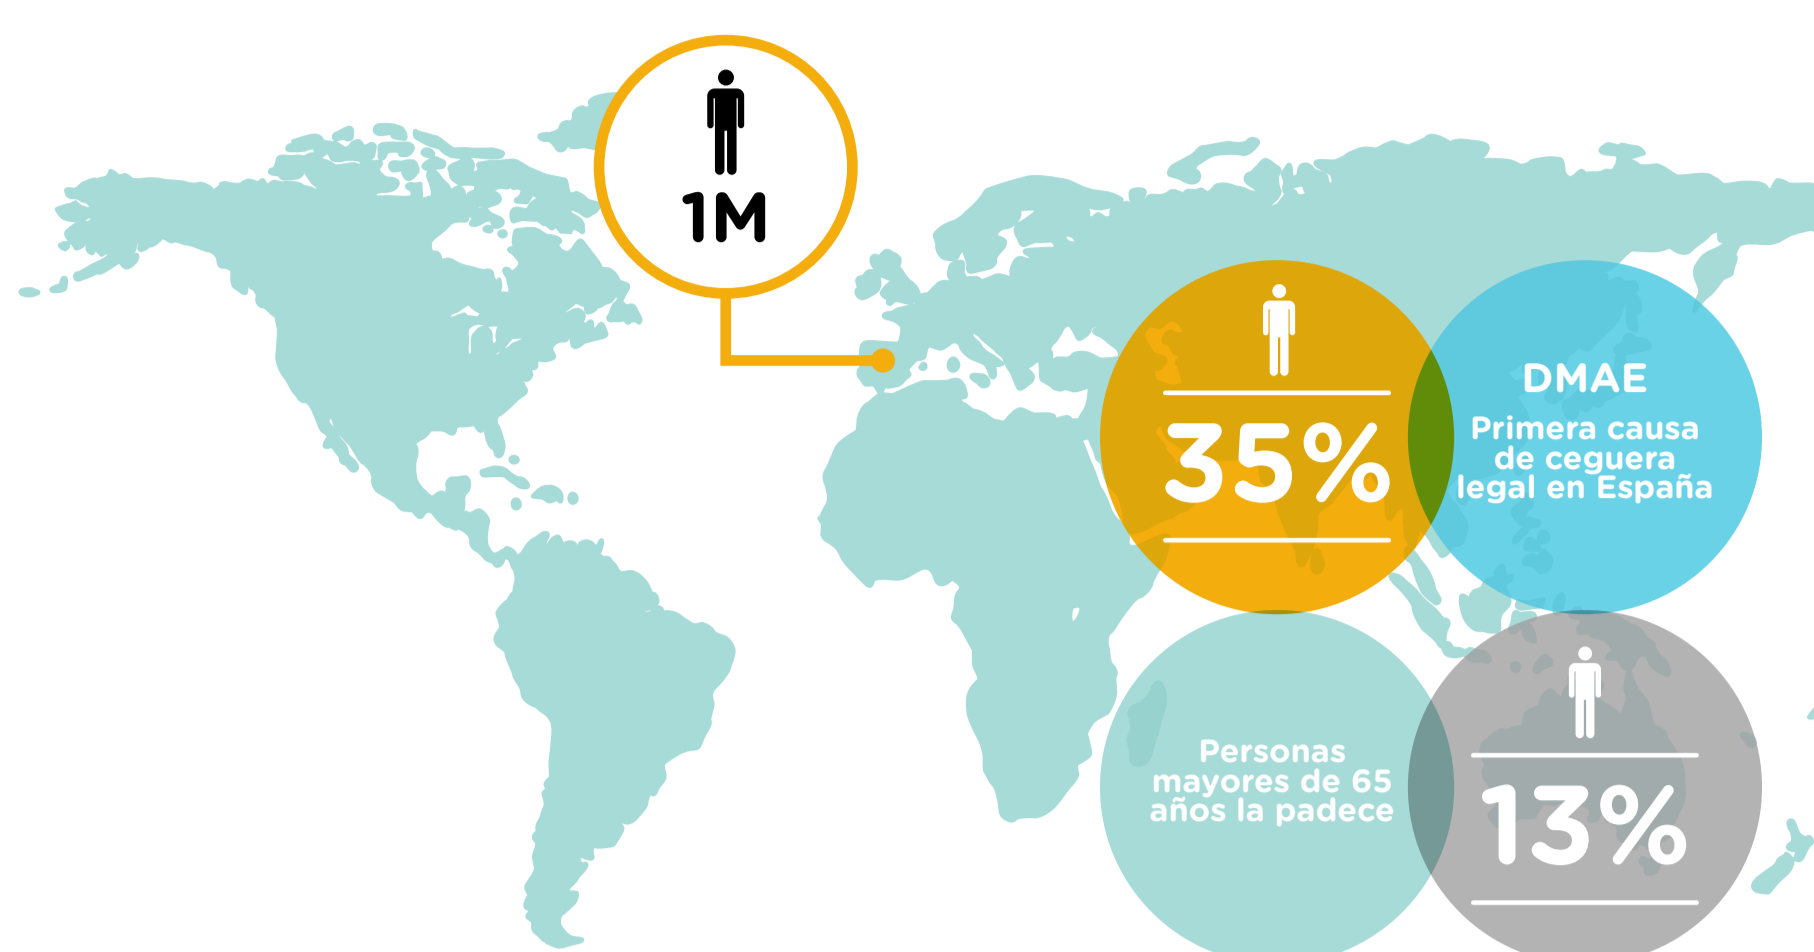 1M
35%
DMAE
Primera causa
de ceguera
legal en España
Personas
mayores de 65
años la padece
13%